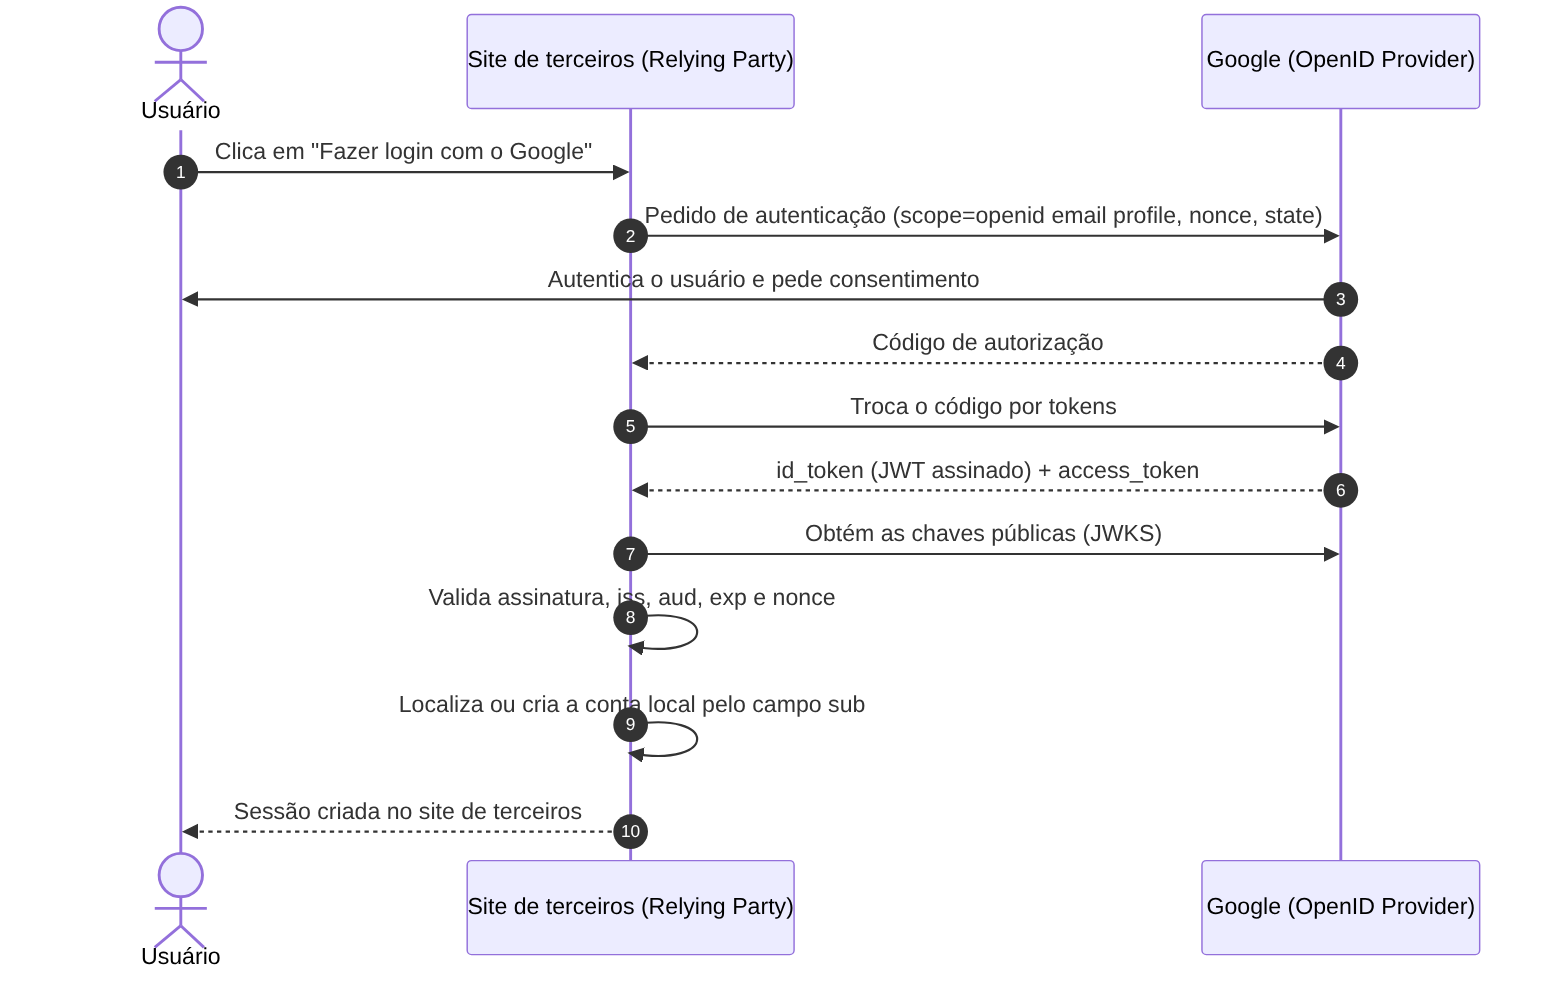 Usuário
Site de terceiros (Relying Party)
Google (OpenID Provider)
1
Clica em "Fazer login com o Google"
2
Pedido de autenticação (scope=openid email profile, nonce, state)
3
Autentica o usuário e pede consentimento
4
Código de autorização
5
Troca o código por tokens
6
id_token (JWT assinado) + access_token
7
Obtém as chaves públicas (JWKS)
8
Valida assinatura, iss, aud, exp e nonce
9
Localiza ou cria a conta local pelo campo sub
10
Sessão criada no site de terceiros
Usuário
Site de terceiros (Relying Party)
Google (OpenID Provider)